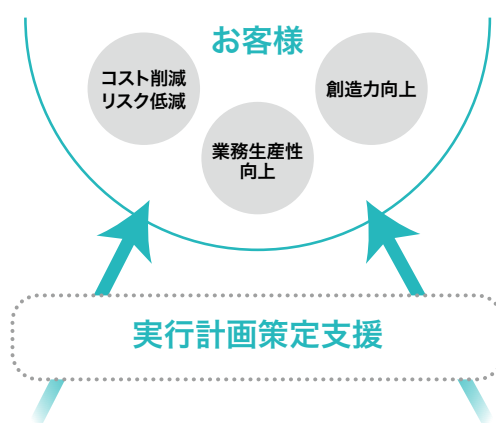 お客様
コスト削減
リスク低減
創造力向上
業務生産性
向上
実行計画策定支援